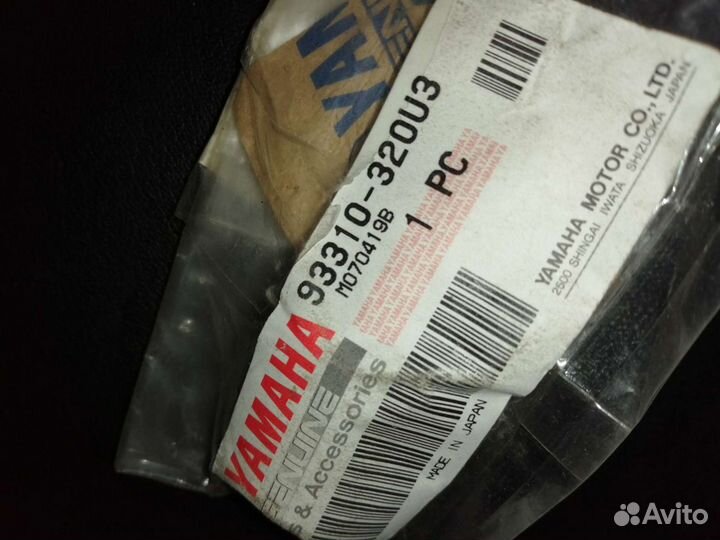 YAM
YAMAHA
GENUINE
s & Accessories
93310-320U3
M070419B
1 PC
MADE IN JAPAN
YAMAHA MOTOR CO., LTD.
2500 SHINGAI IWATA SHIZUOKA JAPAN
Avito